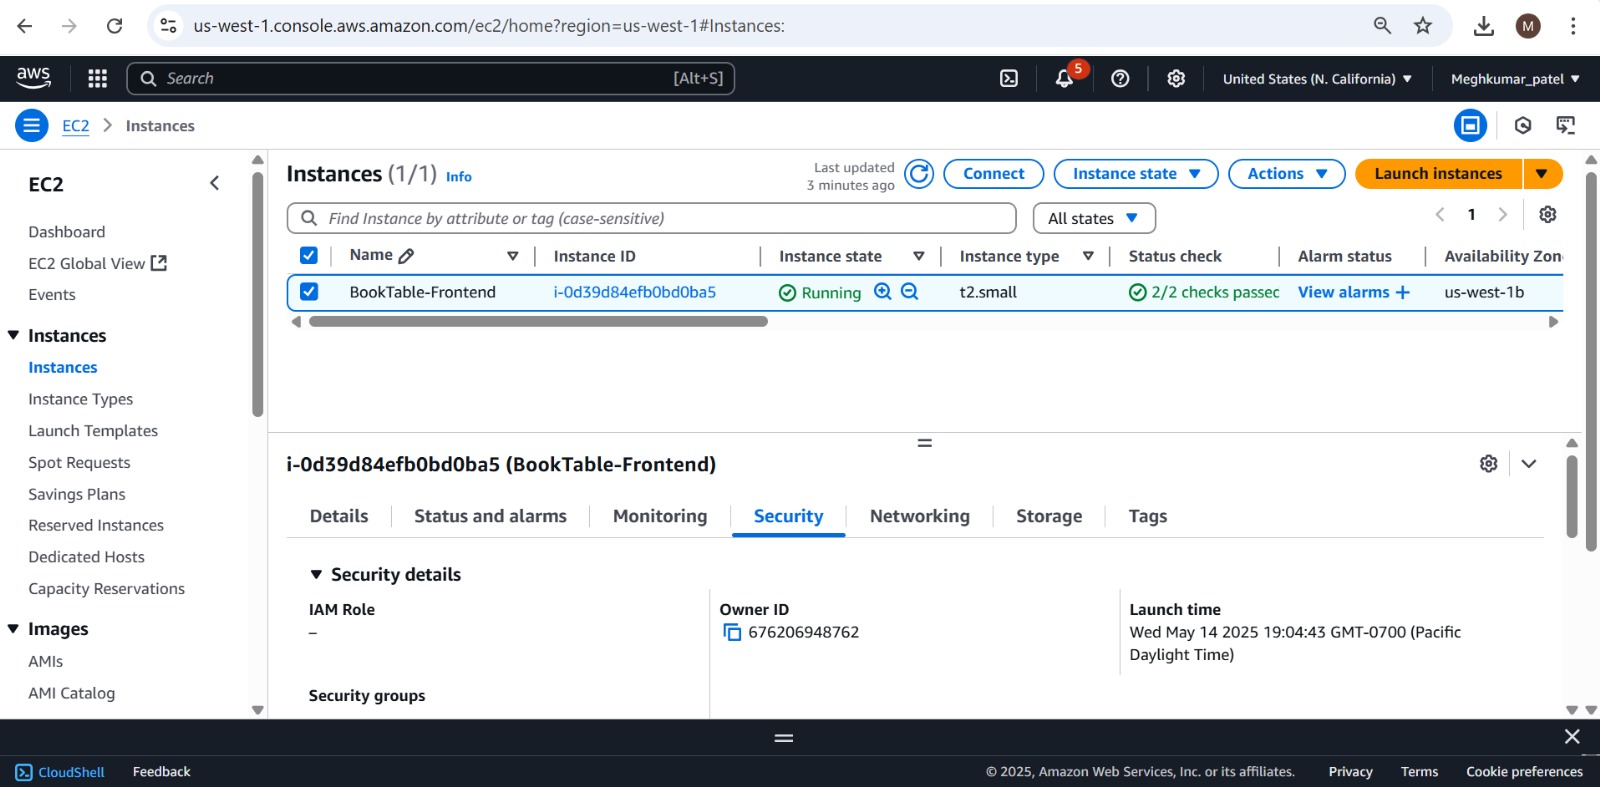 us-west-1.console.aws.amazon.com/ec2/home?region=us-west-1#Instances:
M
aws
Search [Alt+S]
5
United States (N. California)
Meghkumar_patel
EC2 > Instances
EC2
Dashboard
EC2 Global View
Events
Instances
Instances
Instance Types
Launch Templates
Spot Requests
Savings Plans
Reserved Instances
Dedicated Hosts
Capacity Reservations
Images
AMIs
AMI Catalog
Instances (1/1) Info
Last updated
3 minutes ago
Connect
Instance state
Actions
Launch instances
Find Instance by attribute or tag (case-sensitive)
All states
1
Name Instance ID Instance state Instance type Status check Alarm status Availability Zon
BookTable-Frontend i-0d39d84efb0bd0ba5 Running t2.small 2/2 checks passec View alarms + us-west-1b
i-0d39d84efb0bd0ba5 (BookTable-Frontend)
Details Status and alarms Monitoring Security Networking Storage Tags
Security details
IAM Role
–
Owner ID
676206948762
Launch time
Wed May 14 2025 19:04:43 GMT-0700 (Pacific
Daylight Time)
Security groups
CloudShell Feedback © 2025, Amazon Web Services, Inc. or its affiliates. Privacy Terms Cookie preferences